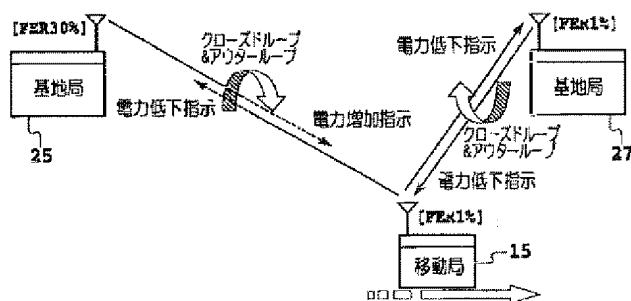 [FER30%]
クローズドループ
&アウターループ
電力低下指示
[FER1%]
基地局
電力低下指示
電力増加指示
基地局
25
クローズドループ
&アウターループ
27
電力低下指示
[FER1%]
移動局
15